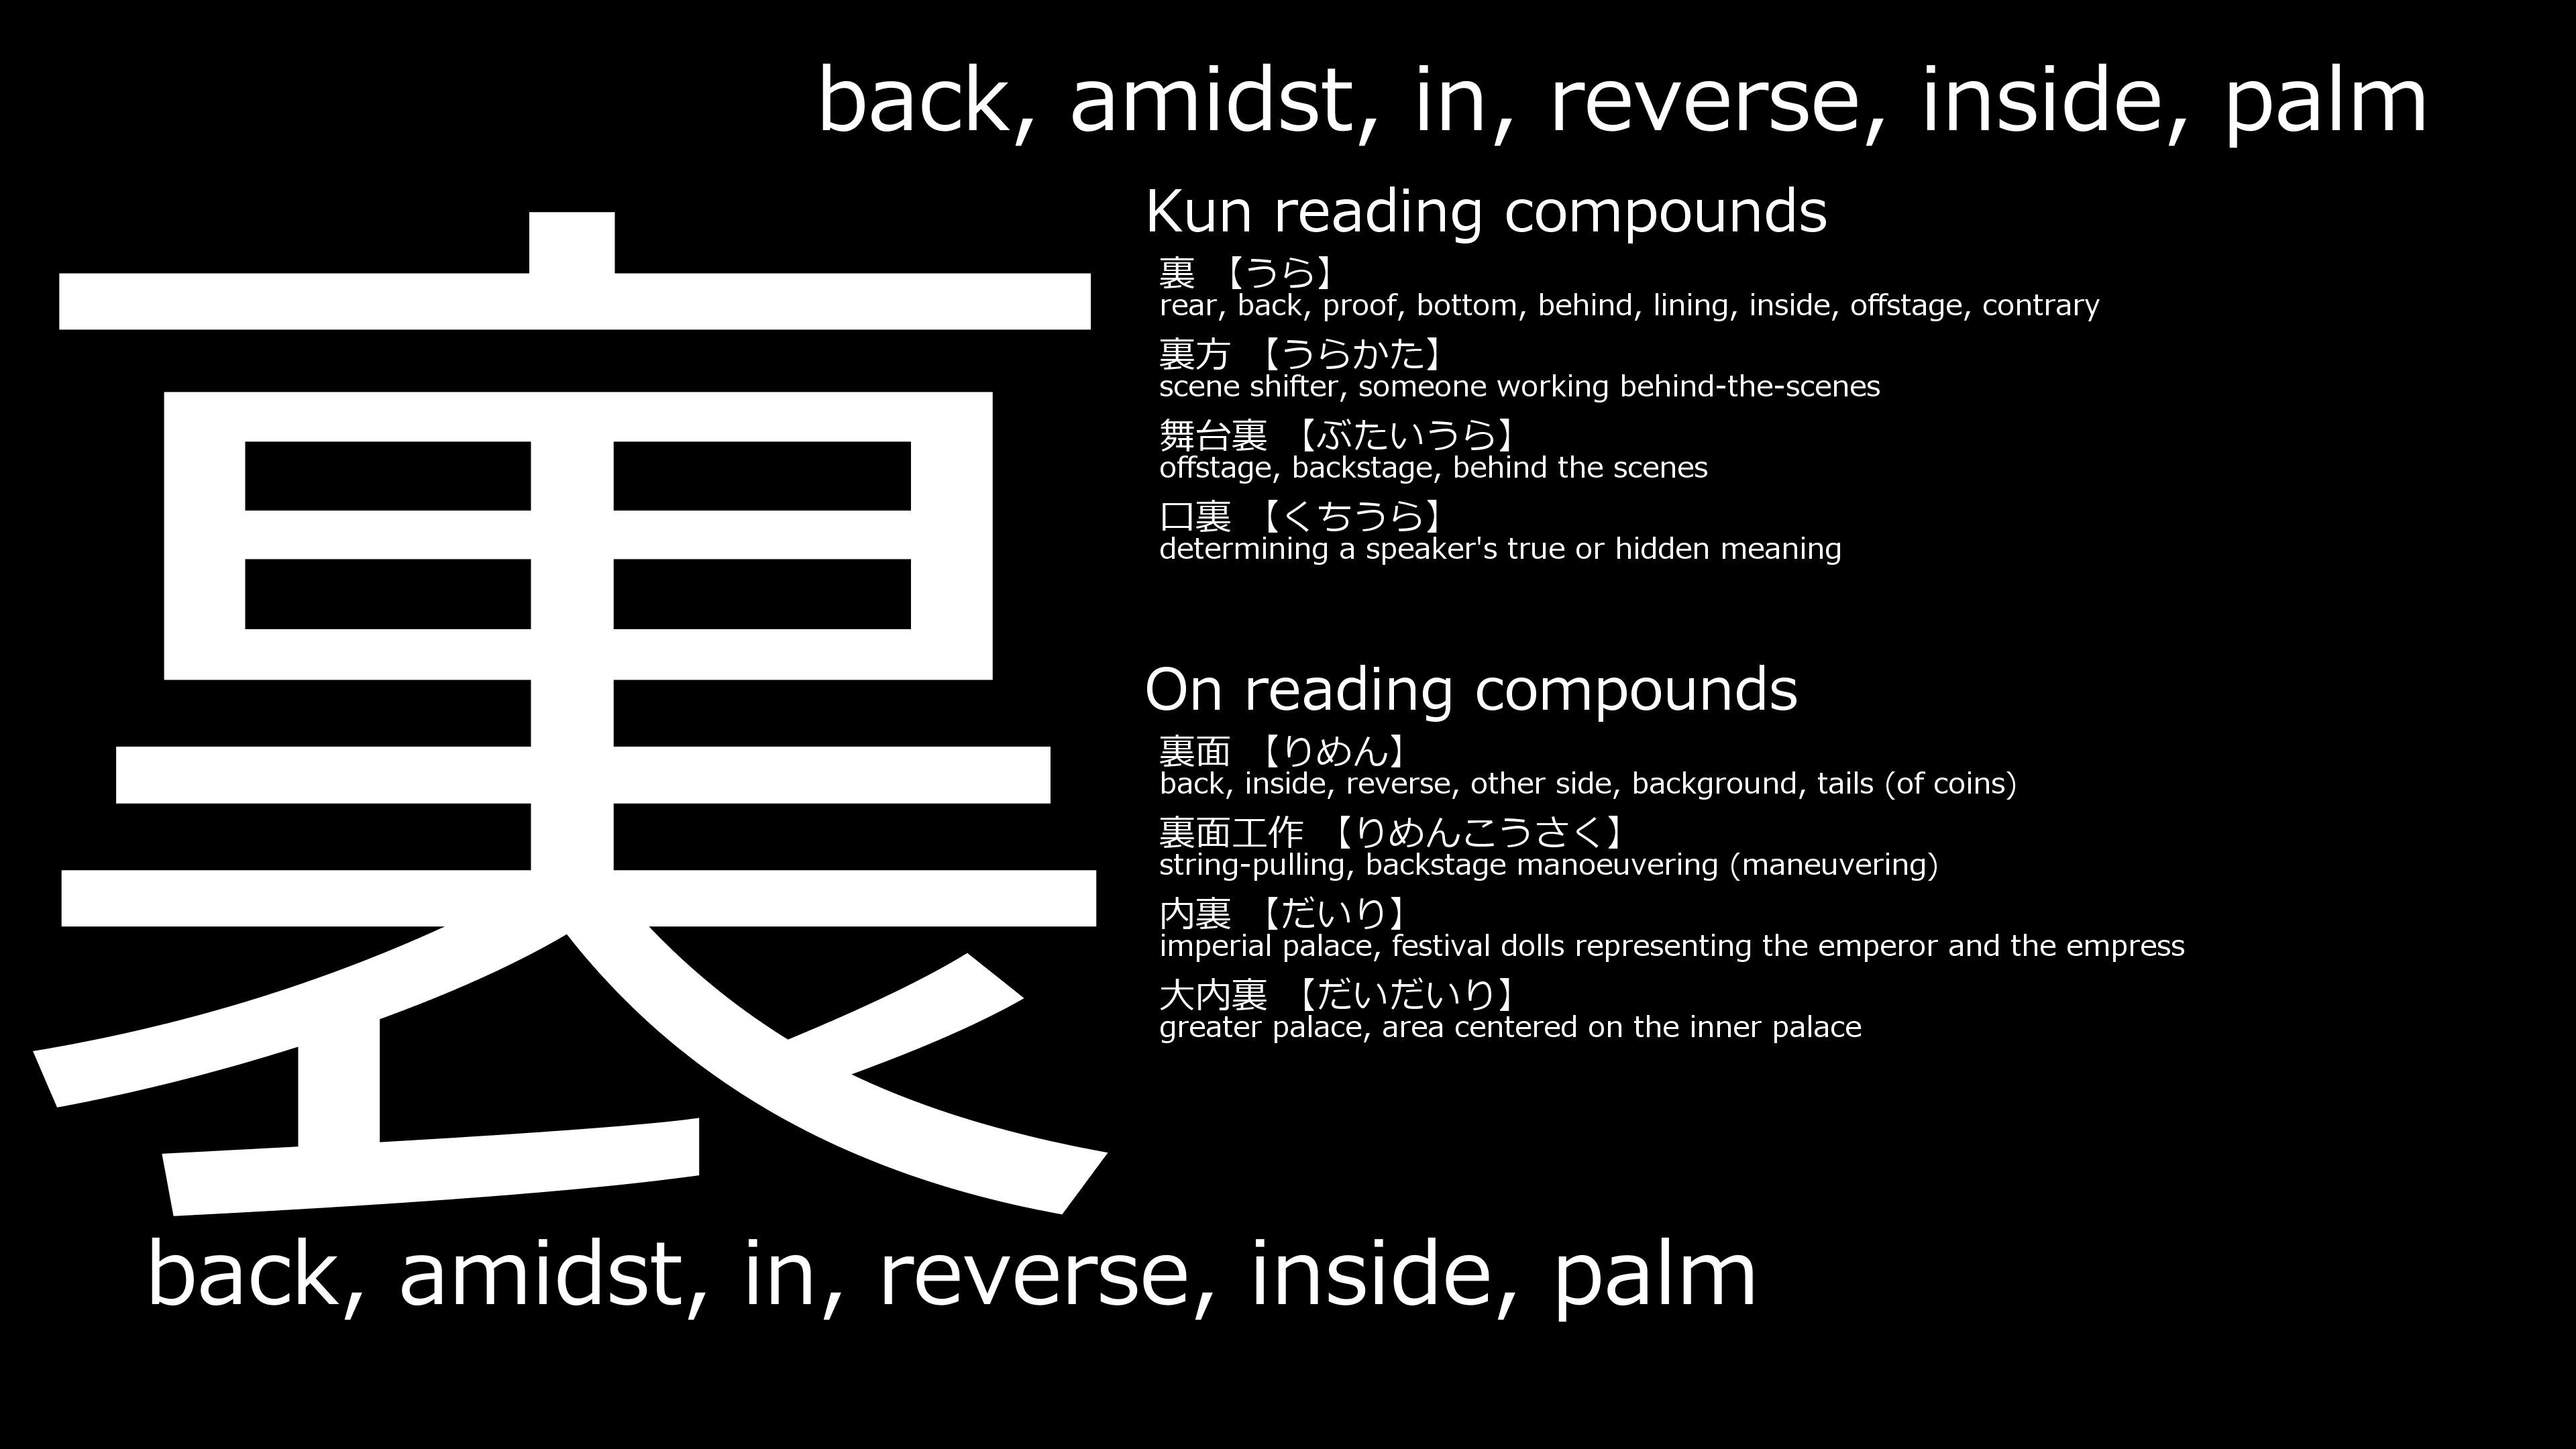 back, amidst, in, reverse, inside, palm
裏
Kun reading compounds
裏 【うら】
rear, back, proof, bottom, behind, lining, inside, offstage, contrary
裏方 【うらかた】
scene shifter, someone working behind-the-scenes
舞台裏 【ぶたいうら】
offstage, backstage, behind the scenes
口裏 【くちうら】
determining a speaker's true or hidden meaning
On reading compounds
裏面 【りめん】
back, inside, reverse, other side, background, tails (of coins)
裏面工作 【りめんこうさく】
string-pulling, backstage manoeuvering (maneuvering)
内裏 【だいり】
imperial palace, festival dolls representing the emperor and the empress
大内裏 【だいだいり】
greater palace, area centered on the inner palace
back, amidst, in, reverse, inside, palm